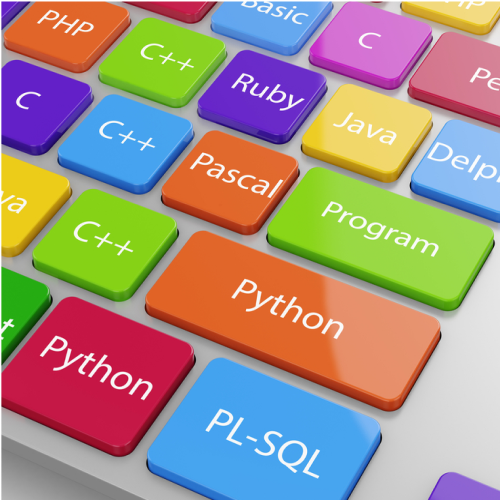 PHP
C++
Basic
C
C
C++
Ruby
Java
Pascal
Program
C++
Python
Python
PL-SQL